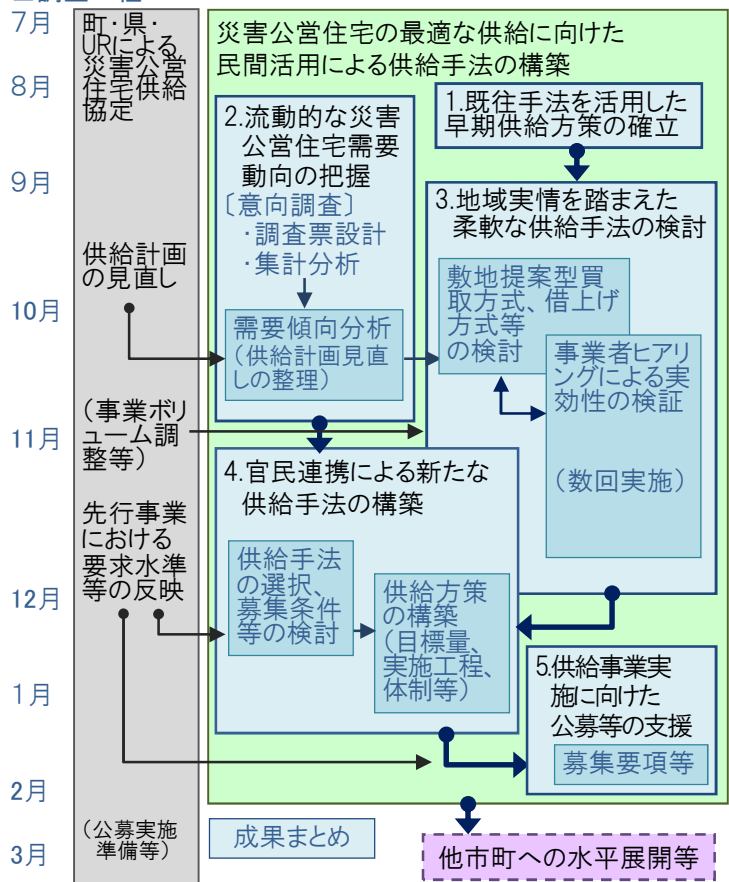 7月
8月
9月
10月
11月
12月
1月
2月
3月
町・県・
URによる
災害公営
住宅供給
協定
供給計画
の見直し
（事業ボリ
ューム調
整等）
先行事業
における
要求水準
等の反映
（公募実施
準備等）
災害公営住宅の最適な供給に向けた
民間活用による供給手法の構築
1.既往手法を活用した
早期供給方策の確立
2.流動的な災害
公営住宅需要
動向の把握
〔意向調査〕
・調査票設計
・集計分析
需要傾向分析
（供給計画見直
しの整理）
3.地域実情を踏まえた
柔軟な供給手法の検討
敷地提案型買
取方式、借上げ
方式等
の検討
事業者ヒアリ
ングによる実
効性の検証
（数回実施）
4.官民連携による新たな
供給手法の構築
供給手法
の選択、
募集条件
等の検討
供給方策
の構築
（目標量、
実施工程、
体制等）
5.供給事業実
施に向けた
公募等の支援
募集要項等
成果まとめ
他市町への水平展開等